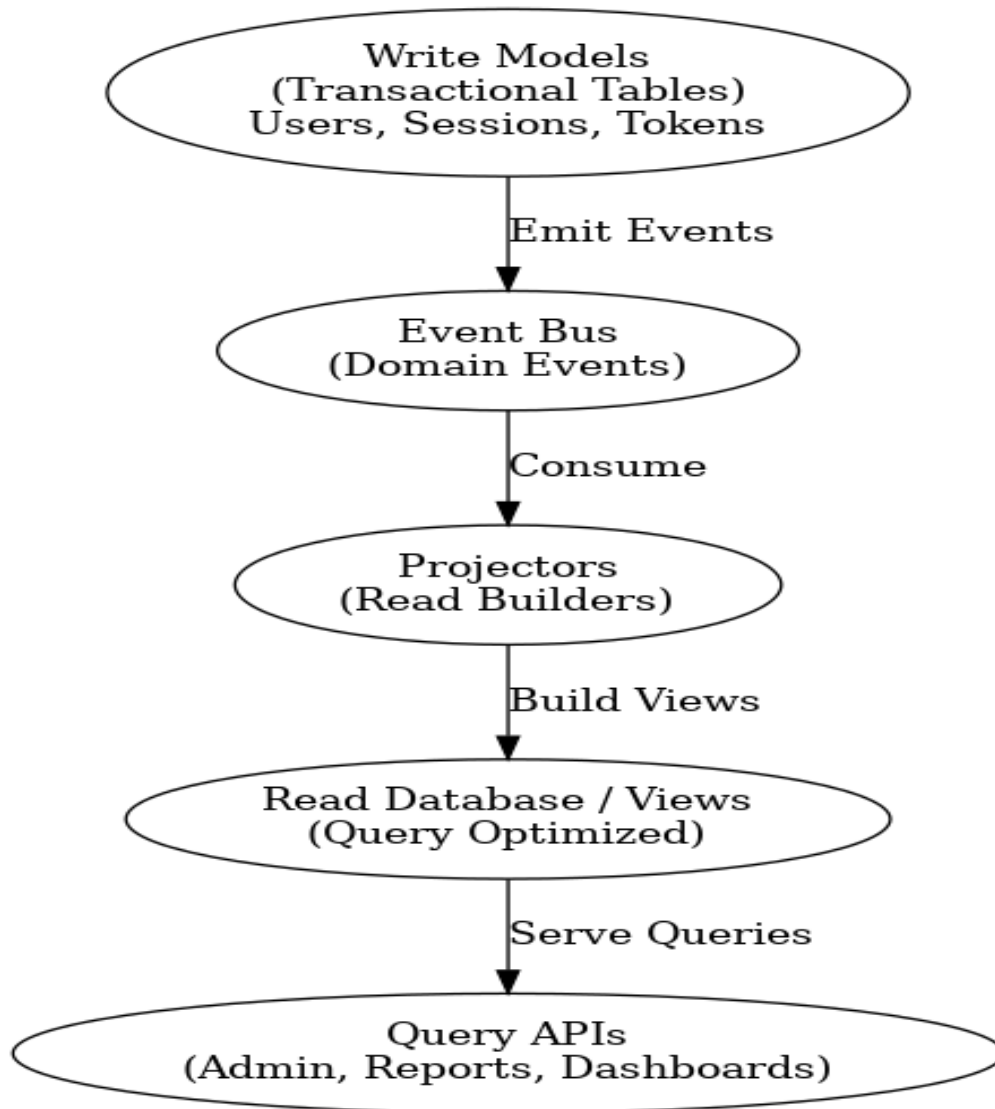 Write Models
(Transactional Tables)
Users, Sessions, Tokens
Emit Events
Event Bus
(Domain Events)
Consume
Projectors
(Read Builders)
Build Views
Read Database / Views
(Query Optimized)
Serve Queries
Query APIs
(Admin, Reports, Dashboards)